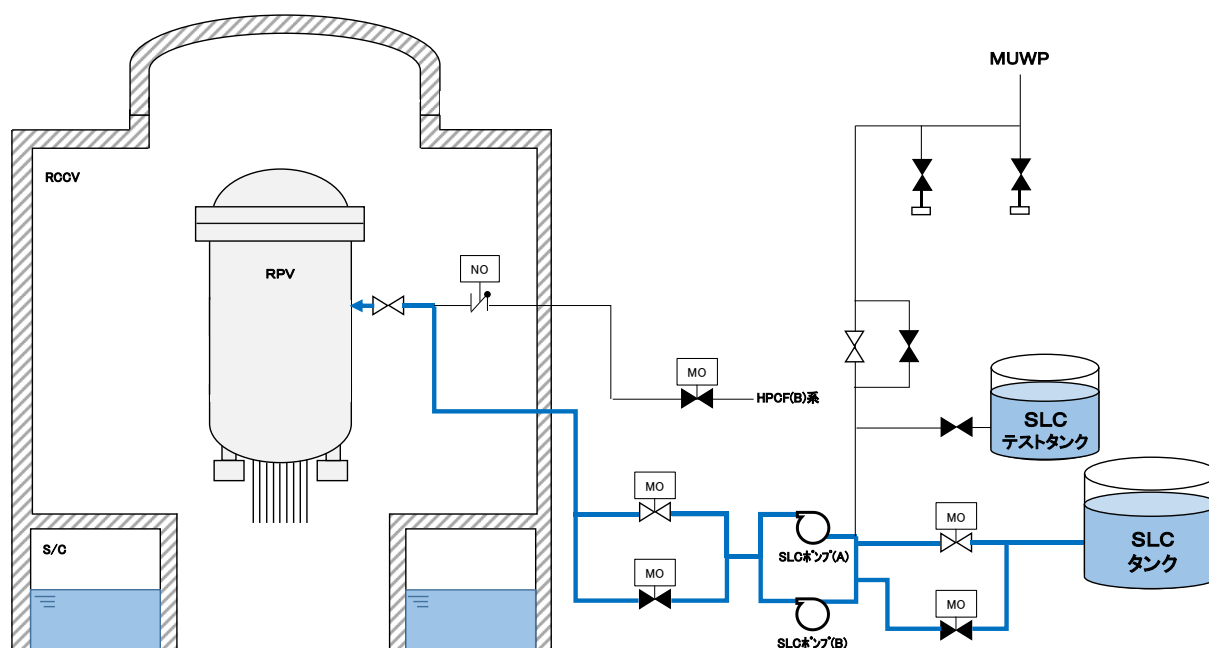 MUWP
RCCV
RPV
NO
MO
HPCF(B)系
SLC
テストタンク
MO
MO
SLCﾎﾟﾝﾌﾟ(A)
SLC
タンク
S/C
MO
MO
SLCﾎﾟﾝﾌﾟ(B)